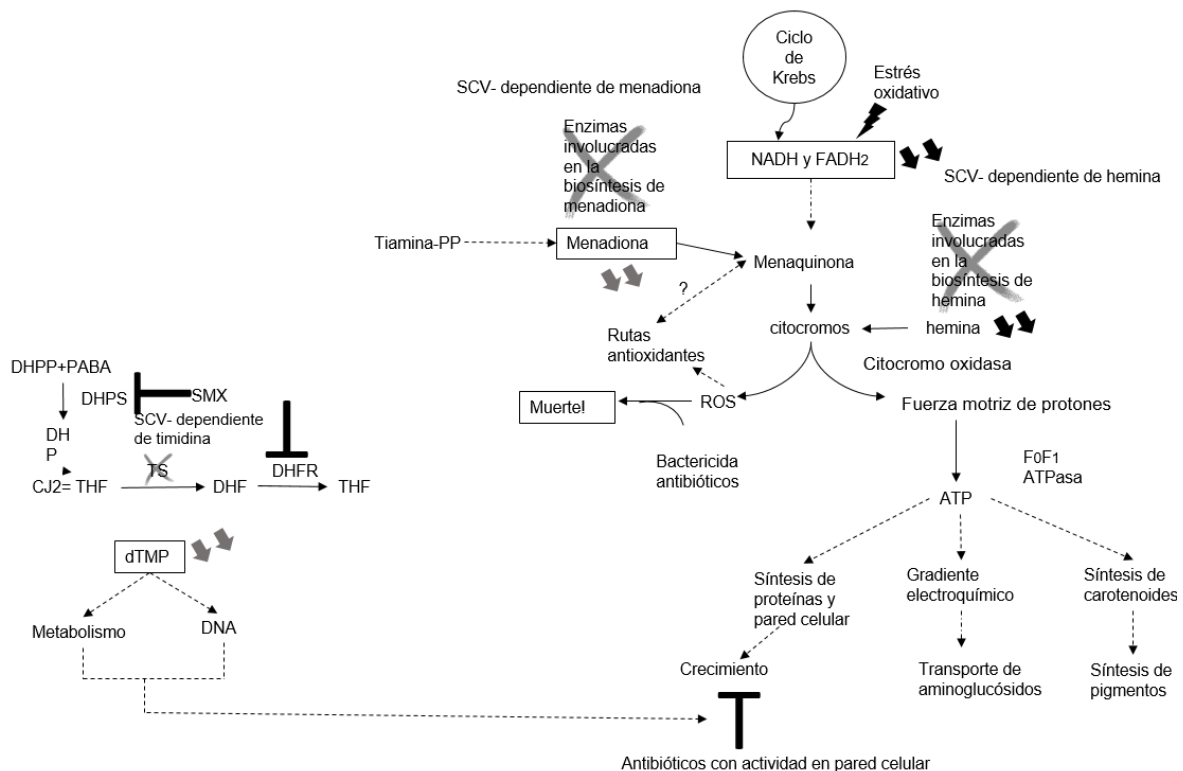 Ciclo
de
Krebs
Estrés
oxidativo
SCV- dependiente de menadiona
Enzimas
involucradas
en la
biosíntesis de
menadiona
NADH y FADH2
SCV- dependiente de hemina
Enzimas
involucradas
en la
biosíntesis de
hemina
Tiamina-PP
Menadiona
Menaquinona
?
Rutas
antioxidantes
citocromos
hemina
Citocromo oxidasa
DHPP+PABA
DHPS
SMX
SCV- dependiente
de timidina
DH
P
TS
DHFR
CJ2= THF
DHF
THF
Muerte!
ROS
Fuerza motriz de protones
Bactericida
antibióticos
F0F1
ATPasa
ATP
dTMP
Metabolismo
DNA
Síntesis de
proteínas y
pared celular
Gradiente
electroquímico
Síntesis de
carotenoides
Crecimiento
Transporte de
aminoglucósidos
Síntesis de
pigmentos
Antibióticos con actividad en pared celular